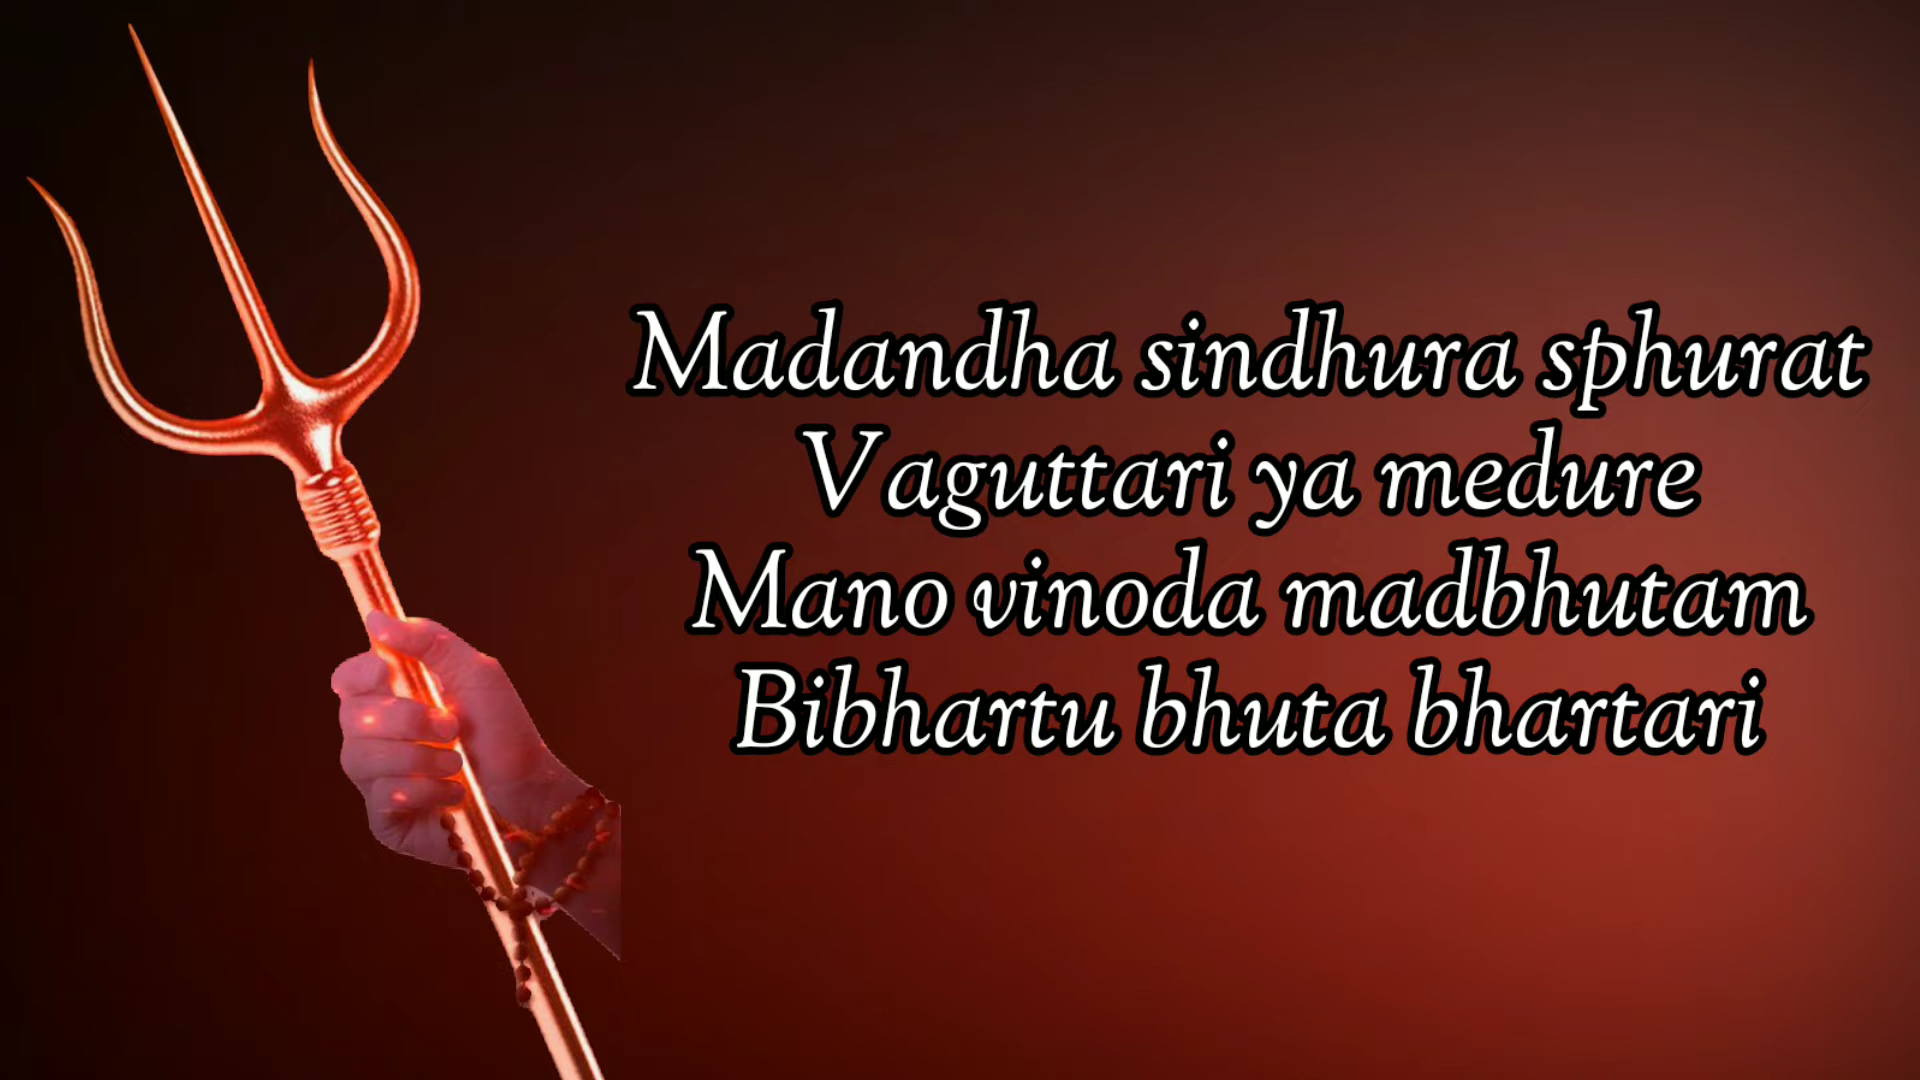 Madandha sindhura sphurat
Vaguttari ya medure
Mano vinoda madbhutam
Bibhartu bhuta bhartari